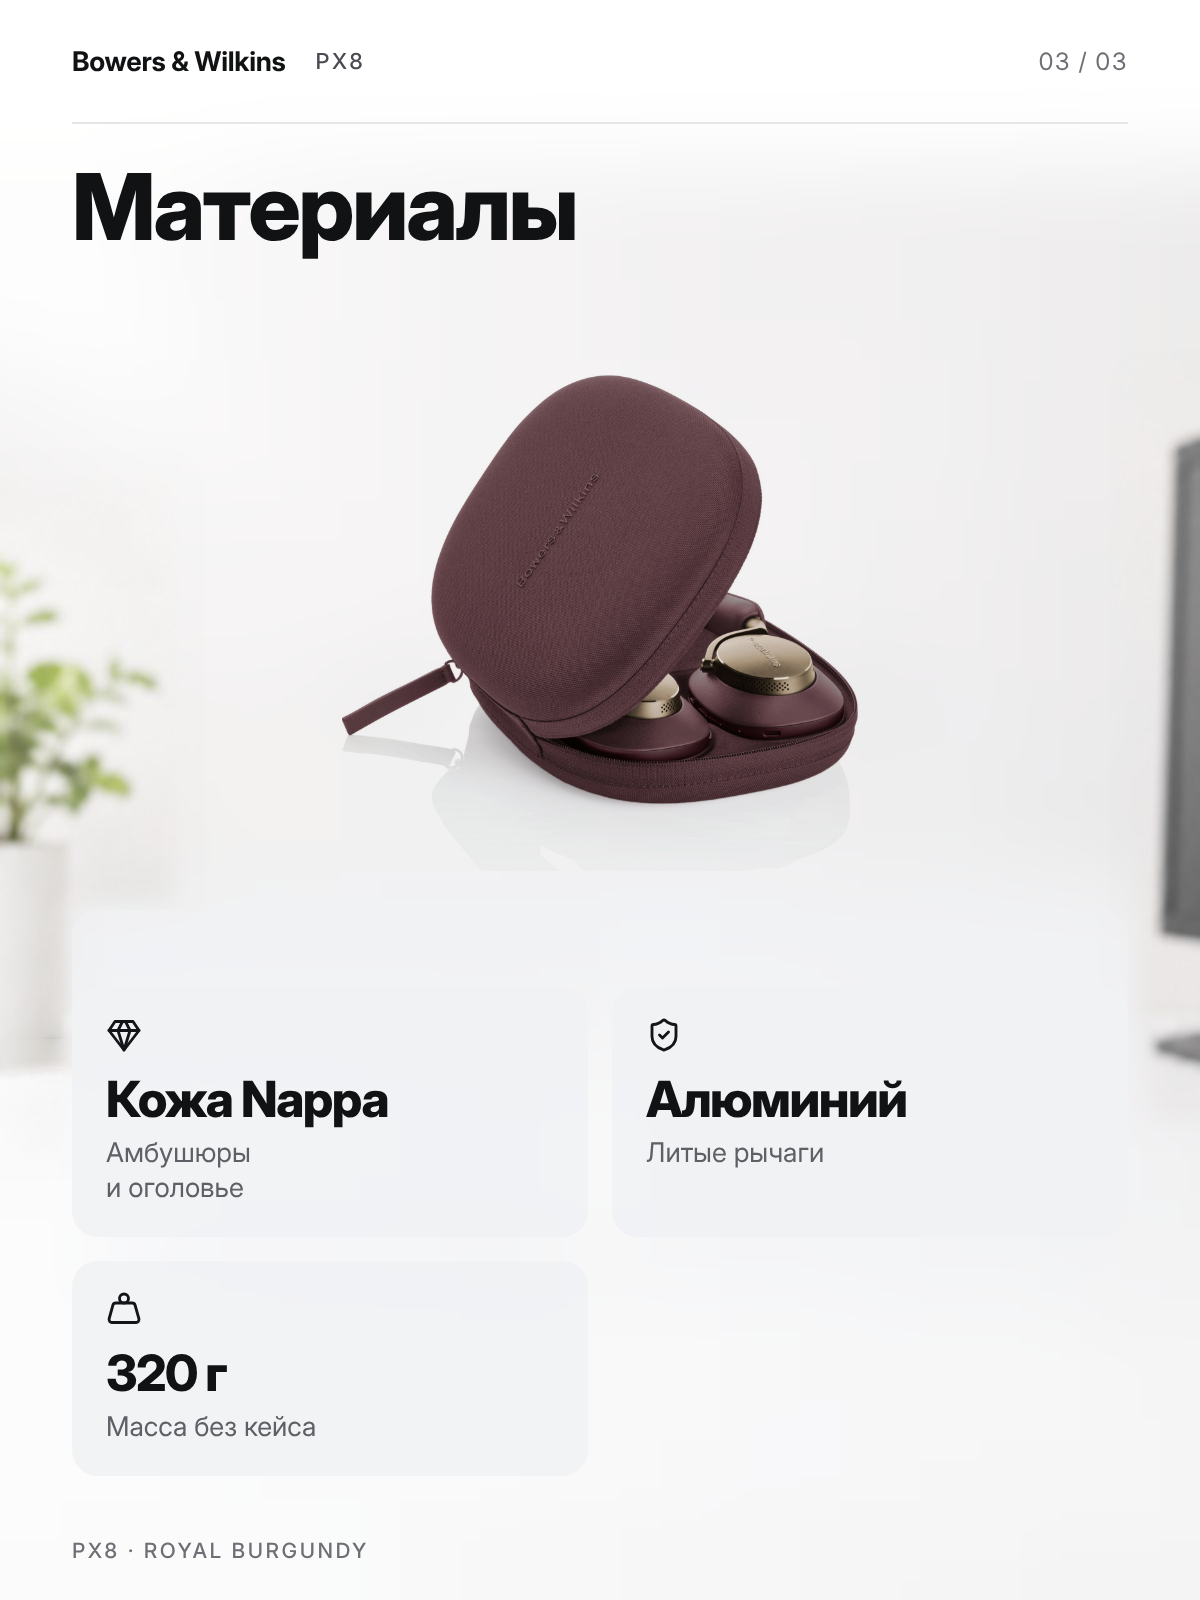 Bowers & Wilkins PX8 03 / 03
Материалы
Bowers & Wilkins
Кожа Nappa
Амбушюры
и оголовье
Алюминий
Литые рычаги
320 г
Масса без кейса
PX8 · ROYAL BURGUNDY